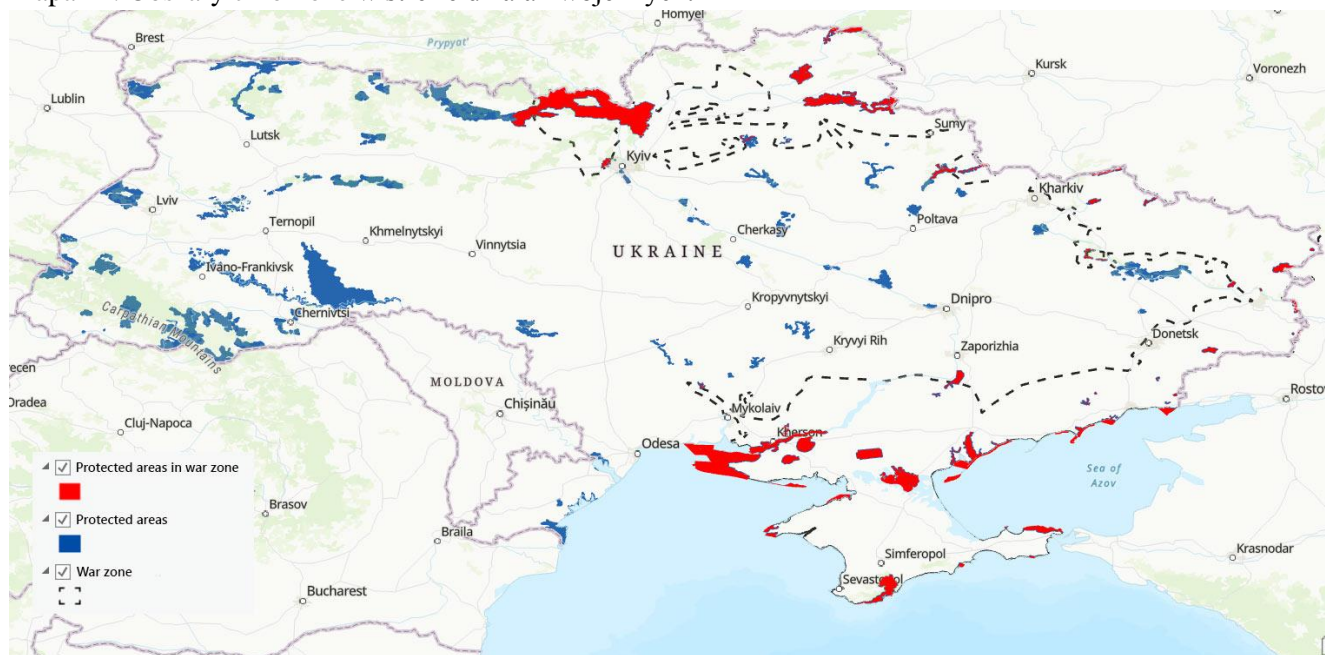 Homyel
Brest
Prypyat'
Kursk
Voronezh
Lublin
Lutsk
Sumy
Kyiv
Kharkiv
Lviv
Ternopil
Khmelnytskyi
Vinnytsia
Cherkasy
Poltava
UKRAINE
Ivano-Frankivsk
Kropyvnytskyi
Dnipro
Carpathian Mountains
Chernivtsi
Donetsk
Kryvyi Rih
Zaporizhia
MOLDOVA
Oradea
Chișinău
Mykolaiv
Cluj-Napoca
Kherson
Odesa
Sea of
Azov
Protected areas in war zone
Protected areas
War zone
Brasov
Braila
Simferopol
Krasnodar
Sevastopol
Bucharest